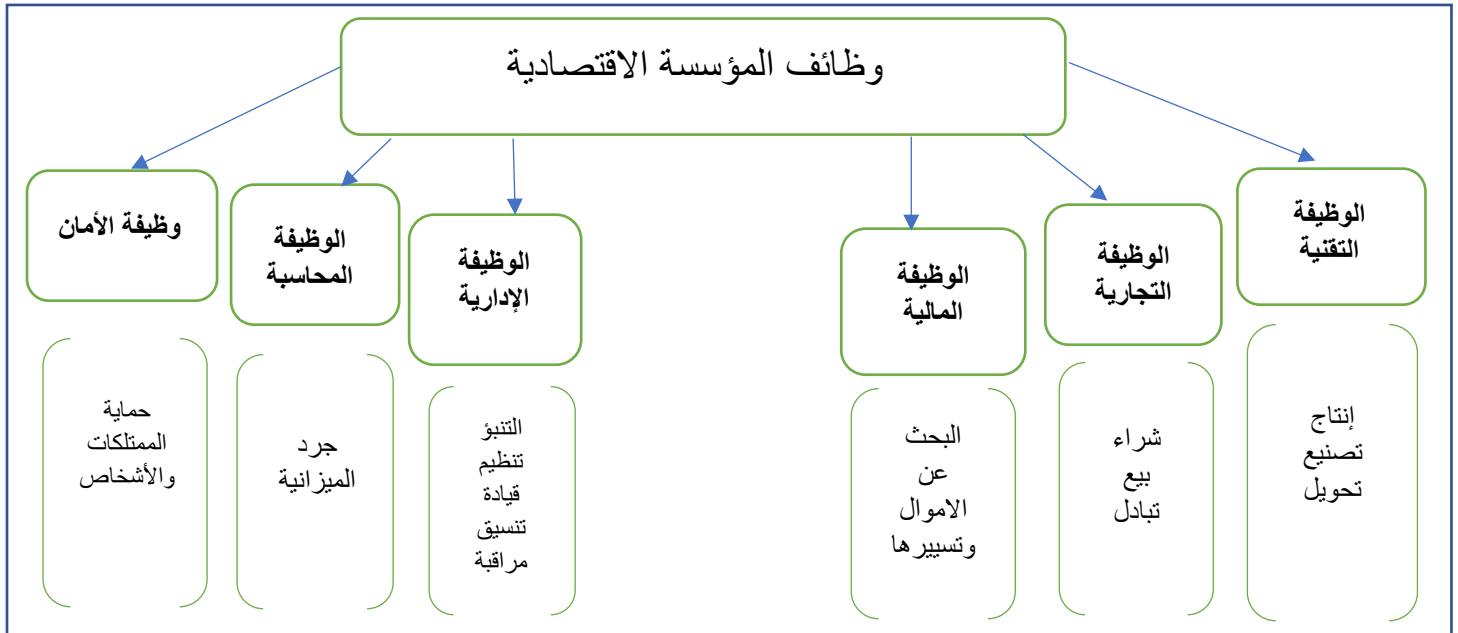 وظائف المؤسسة الاقتصادية
الوظيفة
التقنية
الوظيفة
التجارية
الوظيفة
المالية
الوظيفة
الإدارية
الوظيفة
المحاسبة
وظيفة الأمان
إنتاج
تصنيع
تحويل
شراء
بيع
تبادل
البحث
عن
الاموال
وتسييرها
التنبؤ
تنظيم
قيادة
تنسيق
مراقبة
جرد
الميزانية
حماية
الممتلكات
والأشخاص